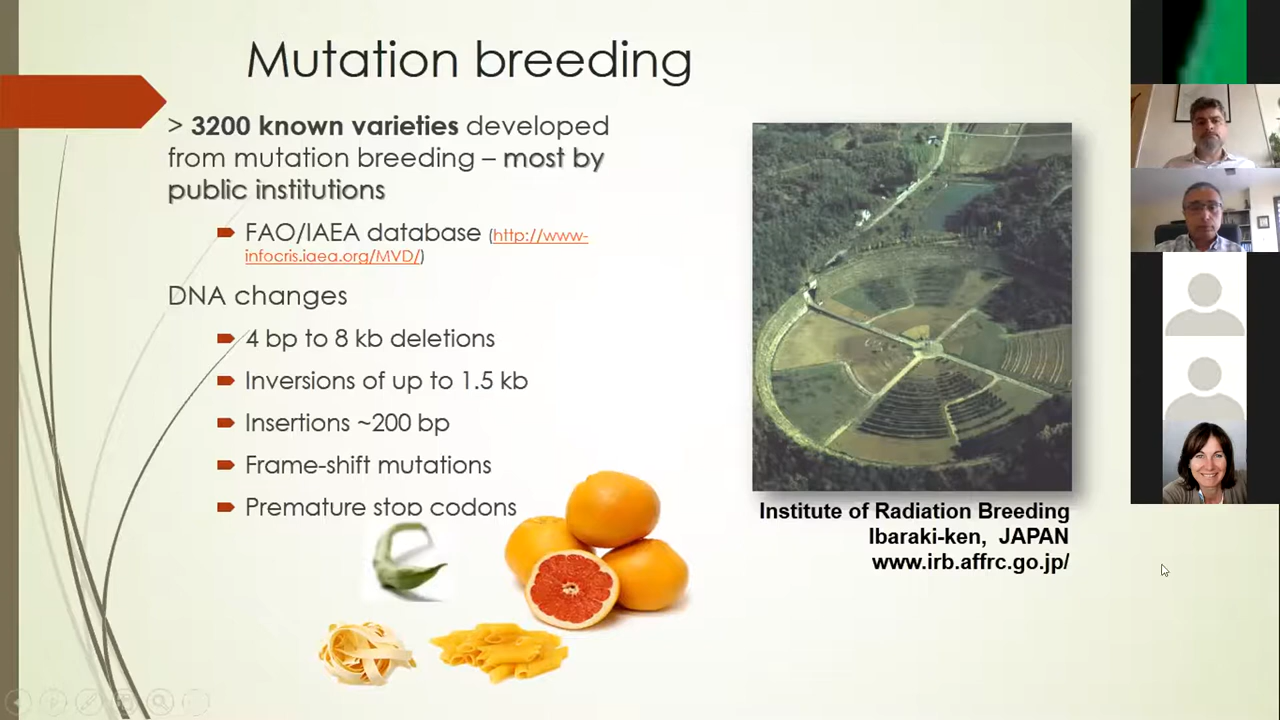 Mutation breeding
> 3200 known varieties developed
from mutation breeding – most by
public institutions
FAO/IAEA database (http://www-
infocris.iaea.org/MVD/)
DNA changes
4 bp to 8 kb deletions
Inversions of up to 1.5 kb
Insertions ~200 bp
Frame-shift mutations
Premature stop codons
Institute of Radiation Breeding
Ibaraki-ken, JAPAN
www.irb.affrc.go.jp/